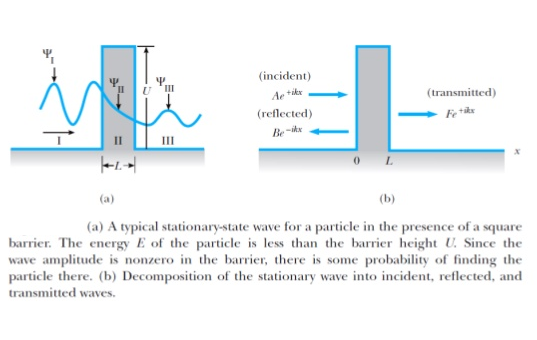 Ψ_I
Ψ_II
U
Ψ_III
I
II
III
L
(a)
(incident)
Ae^{+ikx}
(reflected)
Be^{-ikx}
(transmitted)
Fe^{+ikx}
0
L
x
(b)
(a) A typical stationary-state wave for a particle in the presence of a square
barrier. The energy E of the particle is less than the barrier height U. Since the
wave amplitude is nonzero in the barrier, there is some probability of finding the
particle there. (b) Decomposition of the stationary wave into incident, reflected, and
transmitted waves.